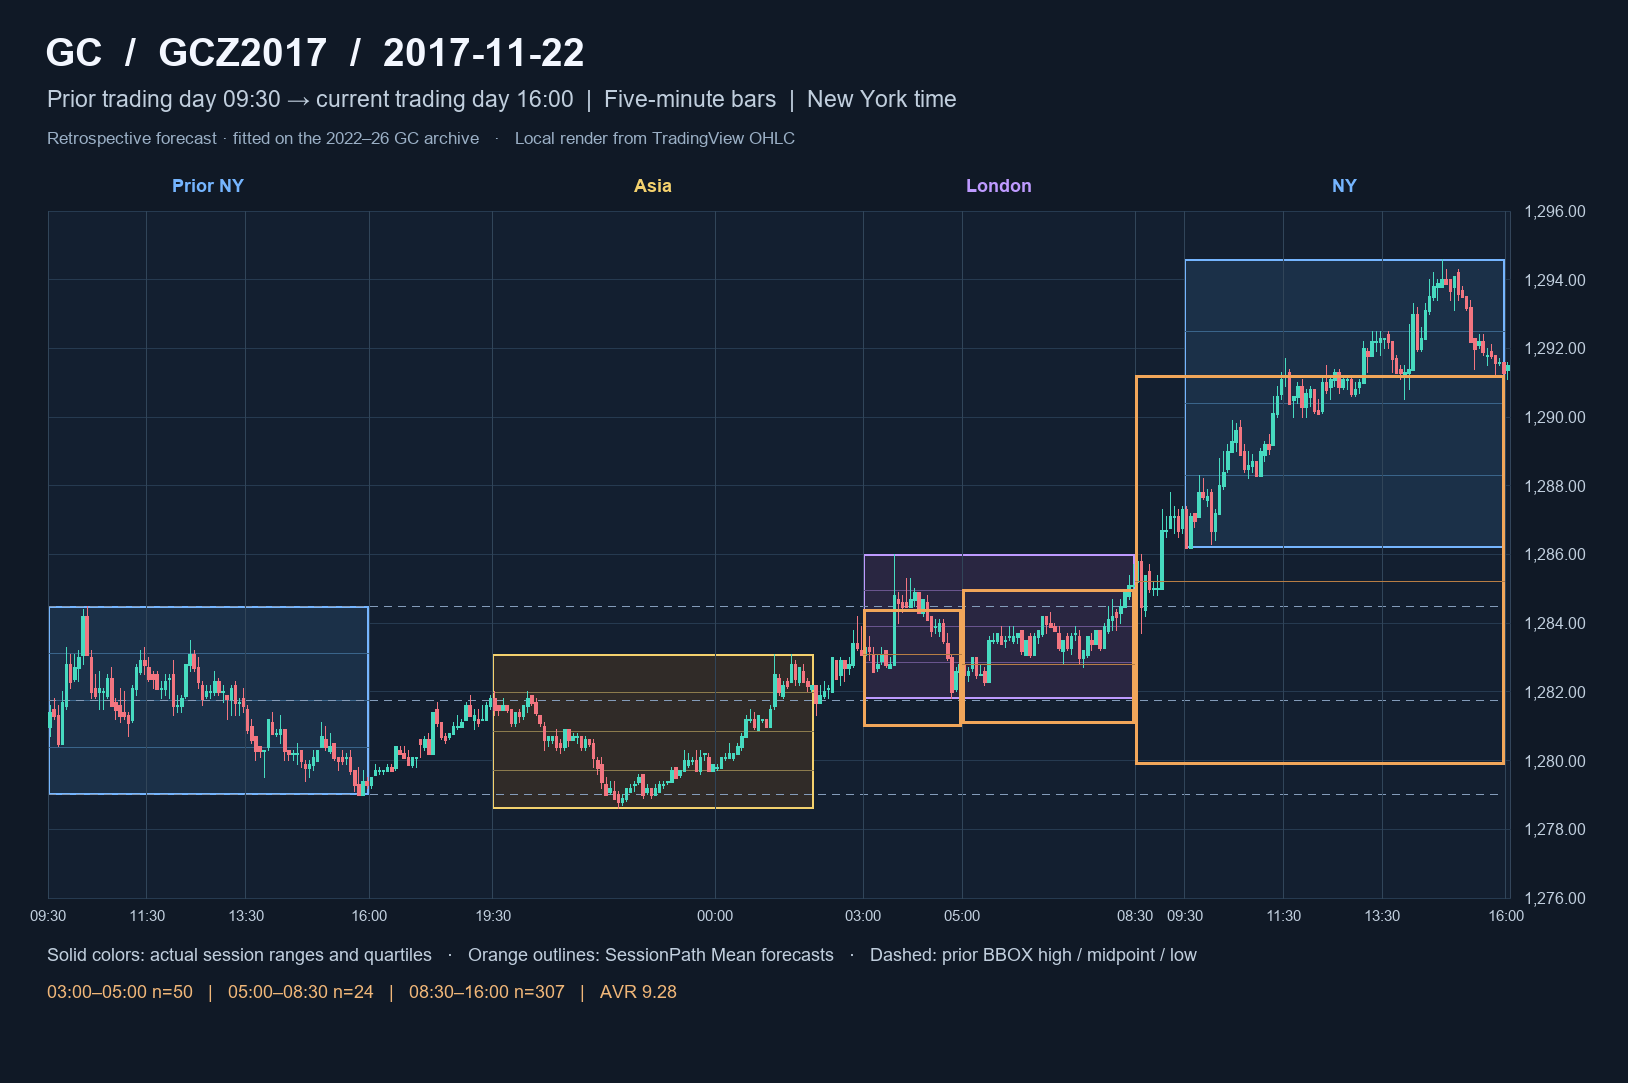 GC / GCZ2017 / 2017-11-22
Prior trading day 09:30 → current trading day 16:00 | Five-minute bars | New York time
Retrospective forecast · fitted on the 2022–26 GC archive · Local render from TradingView OHLC
Prior NY Asia London NY
1,296.00
1,294.00
1,292.00
1,290.00
1,288.00
1,286.00
1,284.00
1,282.00
1,280.00
1,278.00
1,276.00
09:30 11:30 13:30 16:00 19:30 00:00 03:00 05:00 08:30 09:30 11:30 13:30 16:00
Solid colors: actual session ranges and quartiles · Orange outlines: SessionPath Mean forecasts · Dashed: prior BBOX high / midpoint / low
03:00–05:00 n=50 | 05:00–08:30 n=24 | 08:30–16:00 n=307 | AVR 9.28